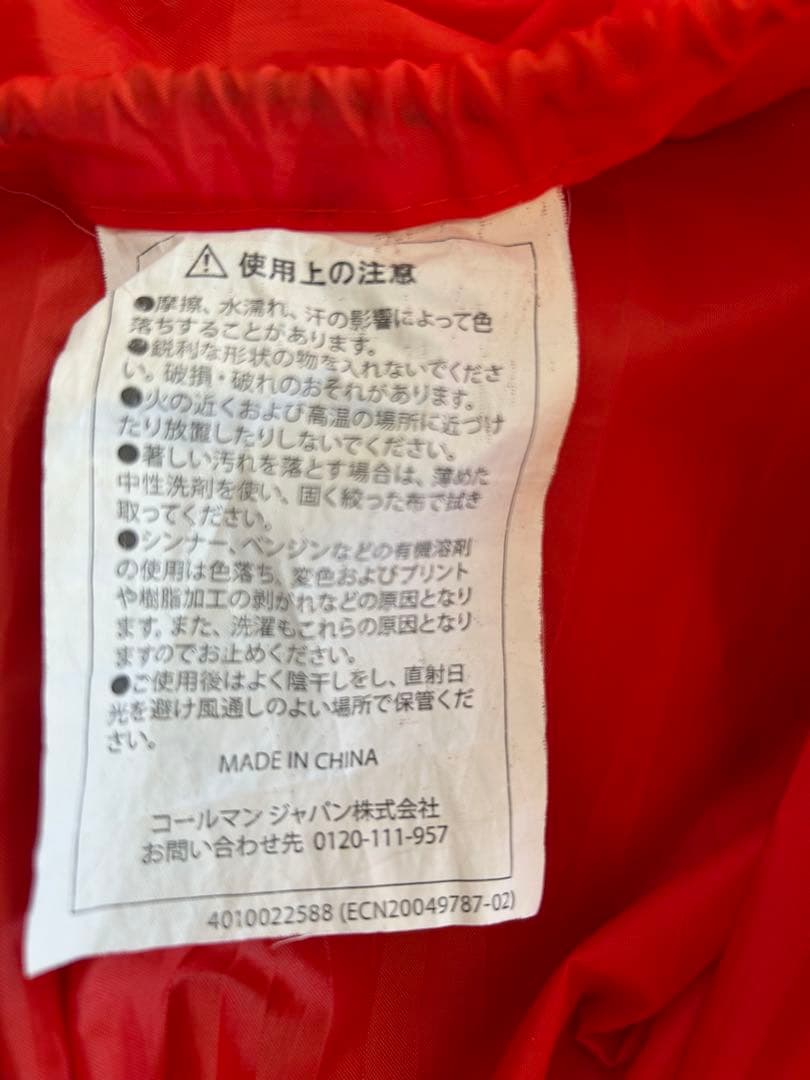 ⚠ 使用上の注意
●摩擦、水濡れ、汗の影響によって色
落ちすることがあります。
●鋭利な形状の物を入れないでくださ
い。破損・破れのおそれがあります。
●火の近くおよび高温の場所に近づけ
たり放置したりしないでください。
●著しい汚れを落とす場合は、薄めた
中性洗剤を使い、固く絞った布で拭き
取ってください。
●シンナー、ベンジンなどの有機溶剤
の使用は色落ち、変色およびプリント
や樹脂加工の剥がれなどの原因となり
ます。また、洗濯もこれらの原因となり
ますのでお止めください。
●ご使用後はよく陰干しをし、直射日
光を避け風通しのよい場所で保管くだ
さい。
MADE IN CHINA
コールマン ジャパン株式会社
お問い合わせ先 0120-111-957
4010022588 (ECN20049787-02)